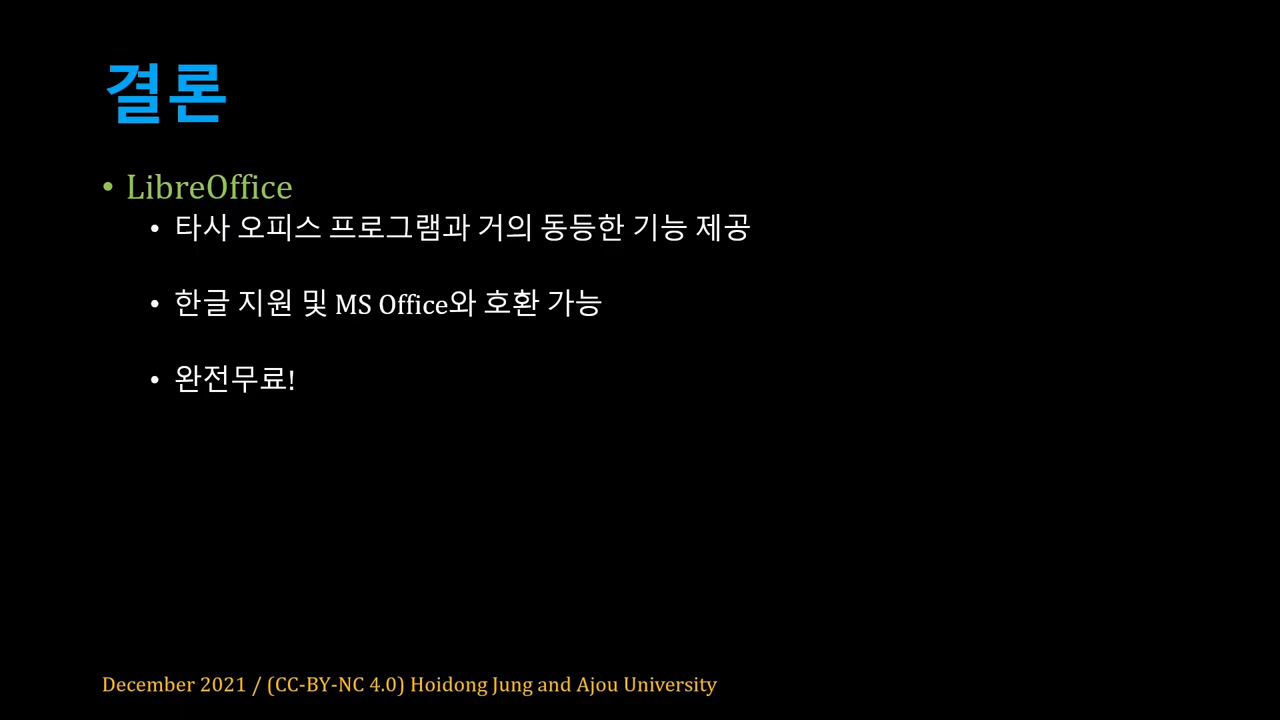 결론
• LibreOffice
• 타사 오피스 프로그램과 거의 동등한 기능 제공
• 한글 지원 및 MS Office와 호환 가능
• 완전무료!
December 2021 / (CC-BY-NC 4.0) Hoidong Jung and Ajou University